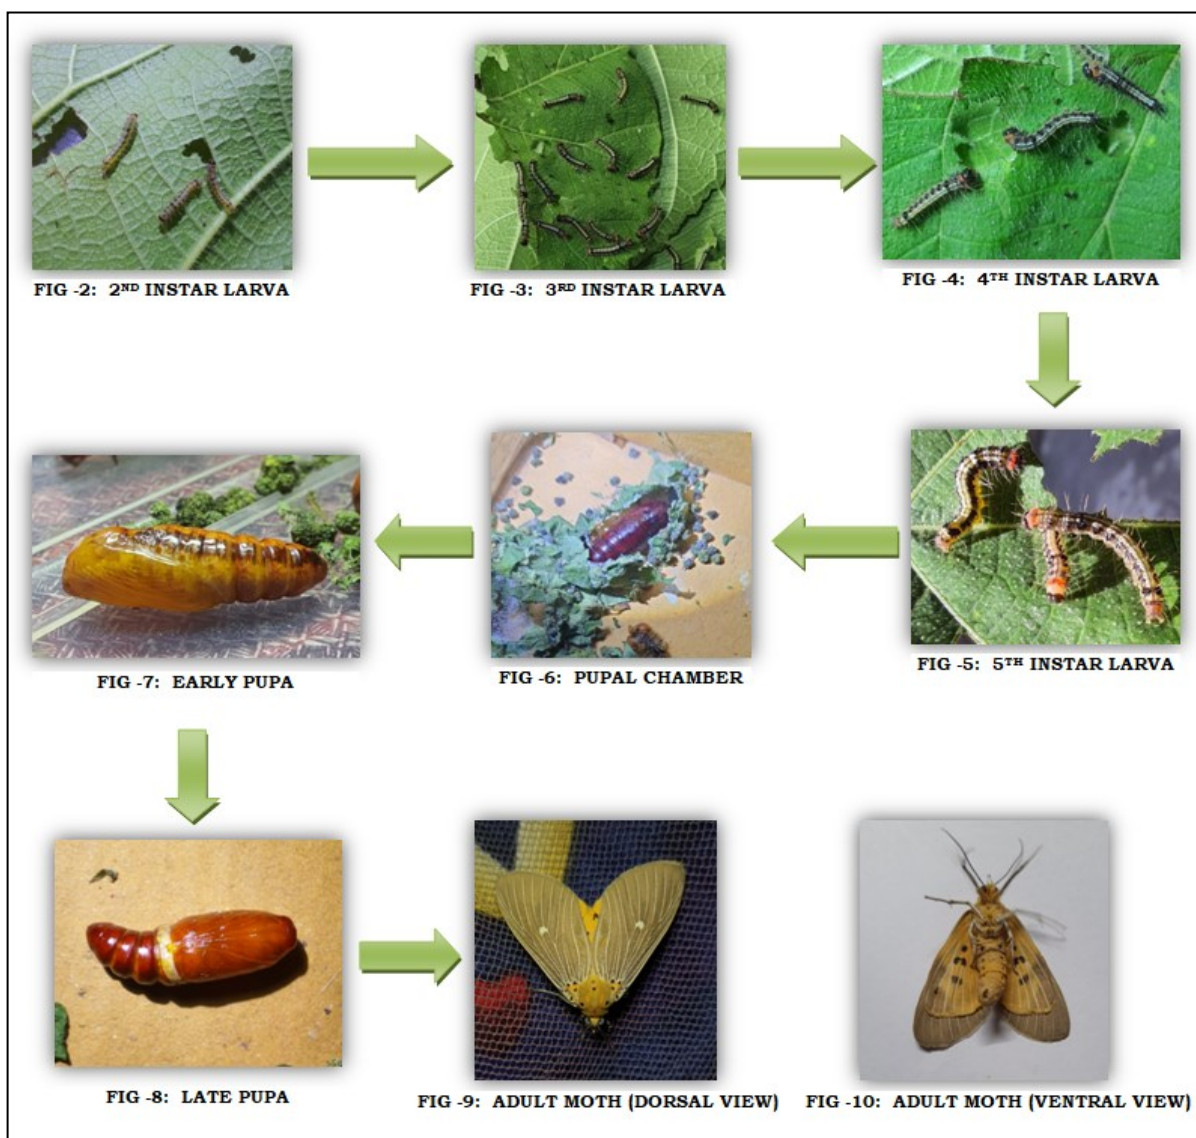 FIG -2: 2ND INSTAR LARVA
FIG -3: 3RD INSTAR LARVA
FIG -4: 4TH INSTAR LARVA
FIG -7: EARLY PUPA
FIG -6: PUPAL CHAMBER
FIG -5: 5TH INSTAR LARVA
FIG -8: LATE PUPA
FIG -9: ADULT MOTH (DORSAL VIEW)
FIG -10: ADULT MOTH (VENTRAL VIEW)